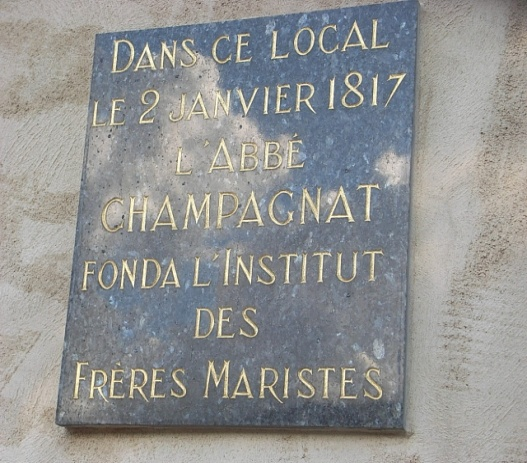 DANS CE LOCAL
LE 2 JANVIER 1817
L'ABBÉ
CHAMPAGNAT
FONDA L'INSTITUT
DES
FRÈRES MARISTES